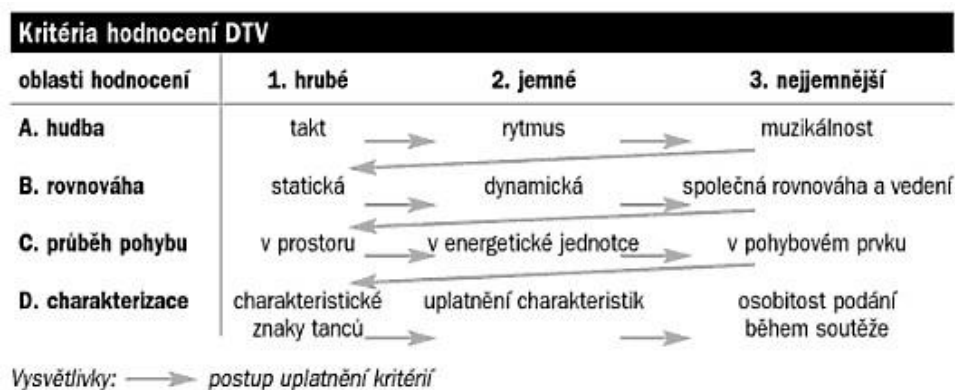 Kritéria hodnocení DTV
oblasti hodnocení 1. hrubé 2. jemné 3. nejjemnější
A. hudba takt rytmus muzikálnost
B. rovnováha statická dynamická společná rovnováha a vedení
C. průběh pohybu v prostoru v energetické jednotce v pohybovém prvku
D. charakterizace charakteristické uplatnění charakteristik osobitost podání
znaky tanců během soutěže
Vysvětlivky: postup uplatnění kritérií